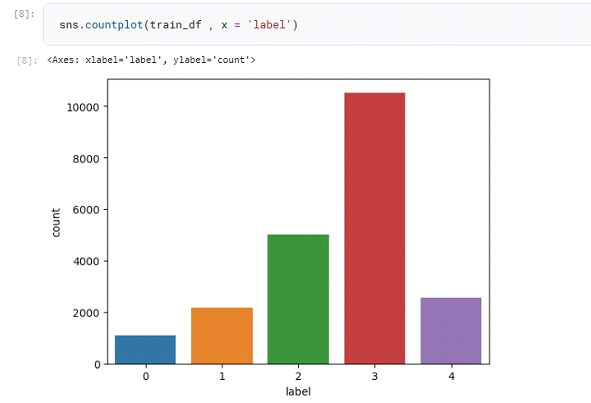 [8]:
sns.countplot(train_df , x = 'label')
[8]: <Axes: xlabel='label', ylabel='count'>
10000
8000
6000
4000
2000
0
count
0 1 2 3 4
label